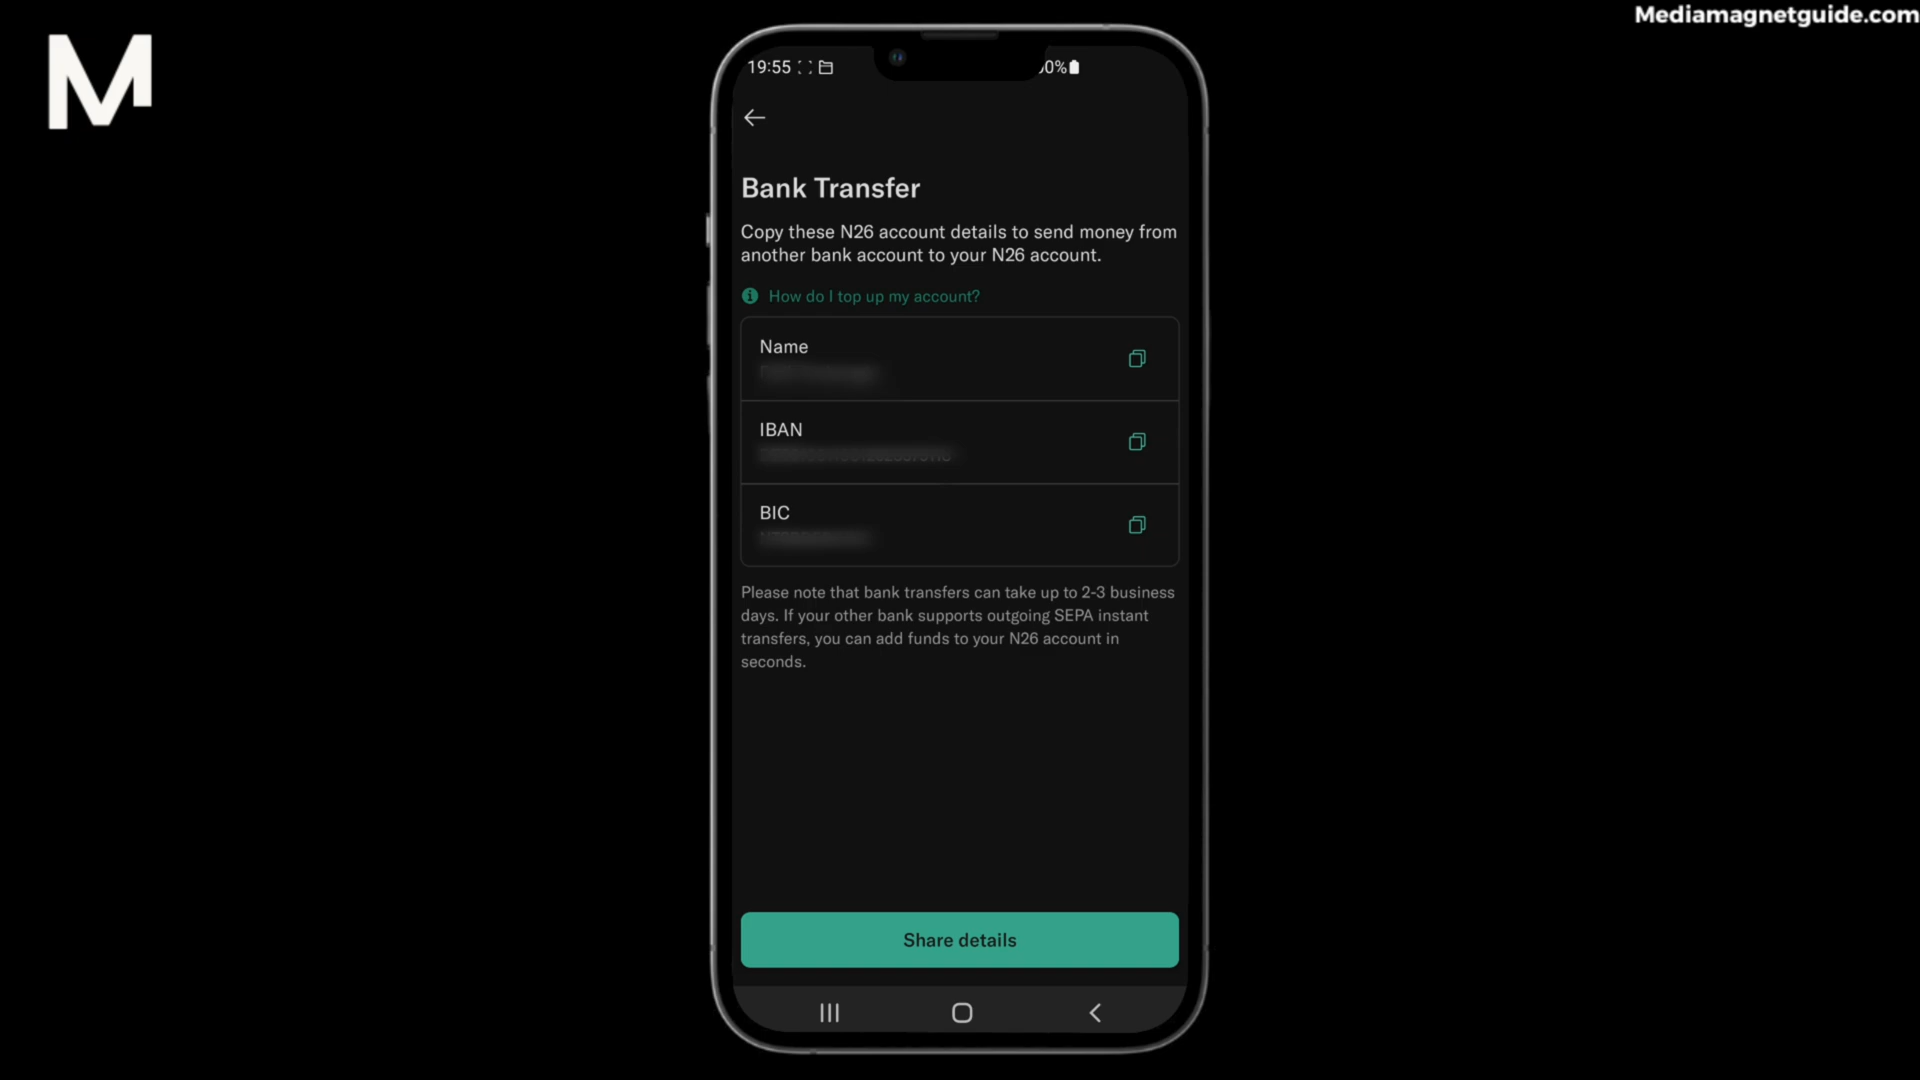 Mediamagnetguide.com
M
19:55
0%
Bank Transfer
Copy these N26 account details to send money from
another bank account to your N26 account.
How do I top up my account?
Name
IBAN
BIC
Please note that bank transfers can take up to 2-3 business
days. If your other bank supports outgoing SEPA instant
transfers, you can add funds to your N26 account in
seconds.
Share details